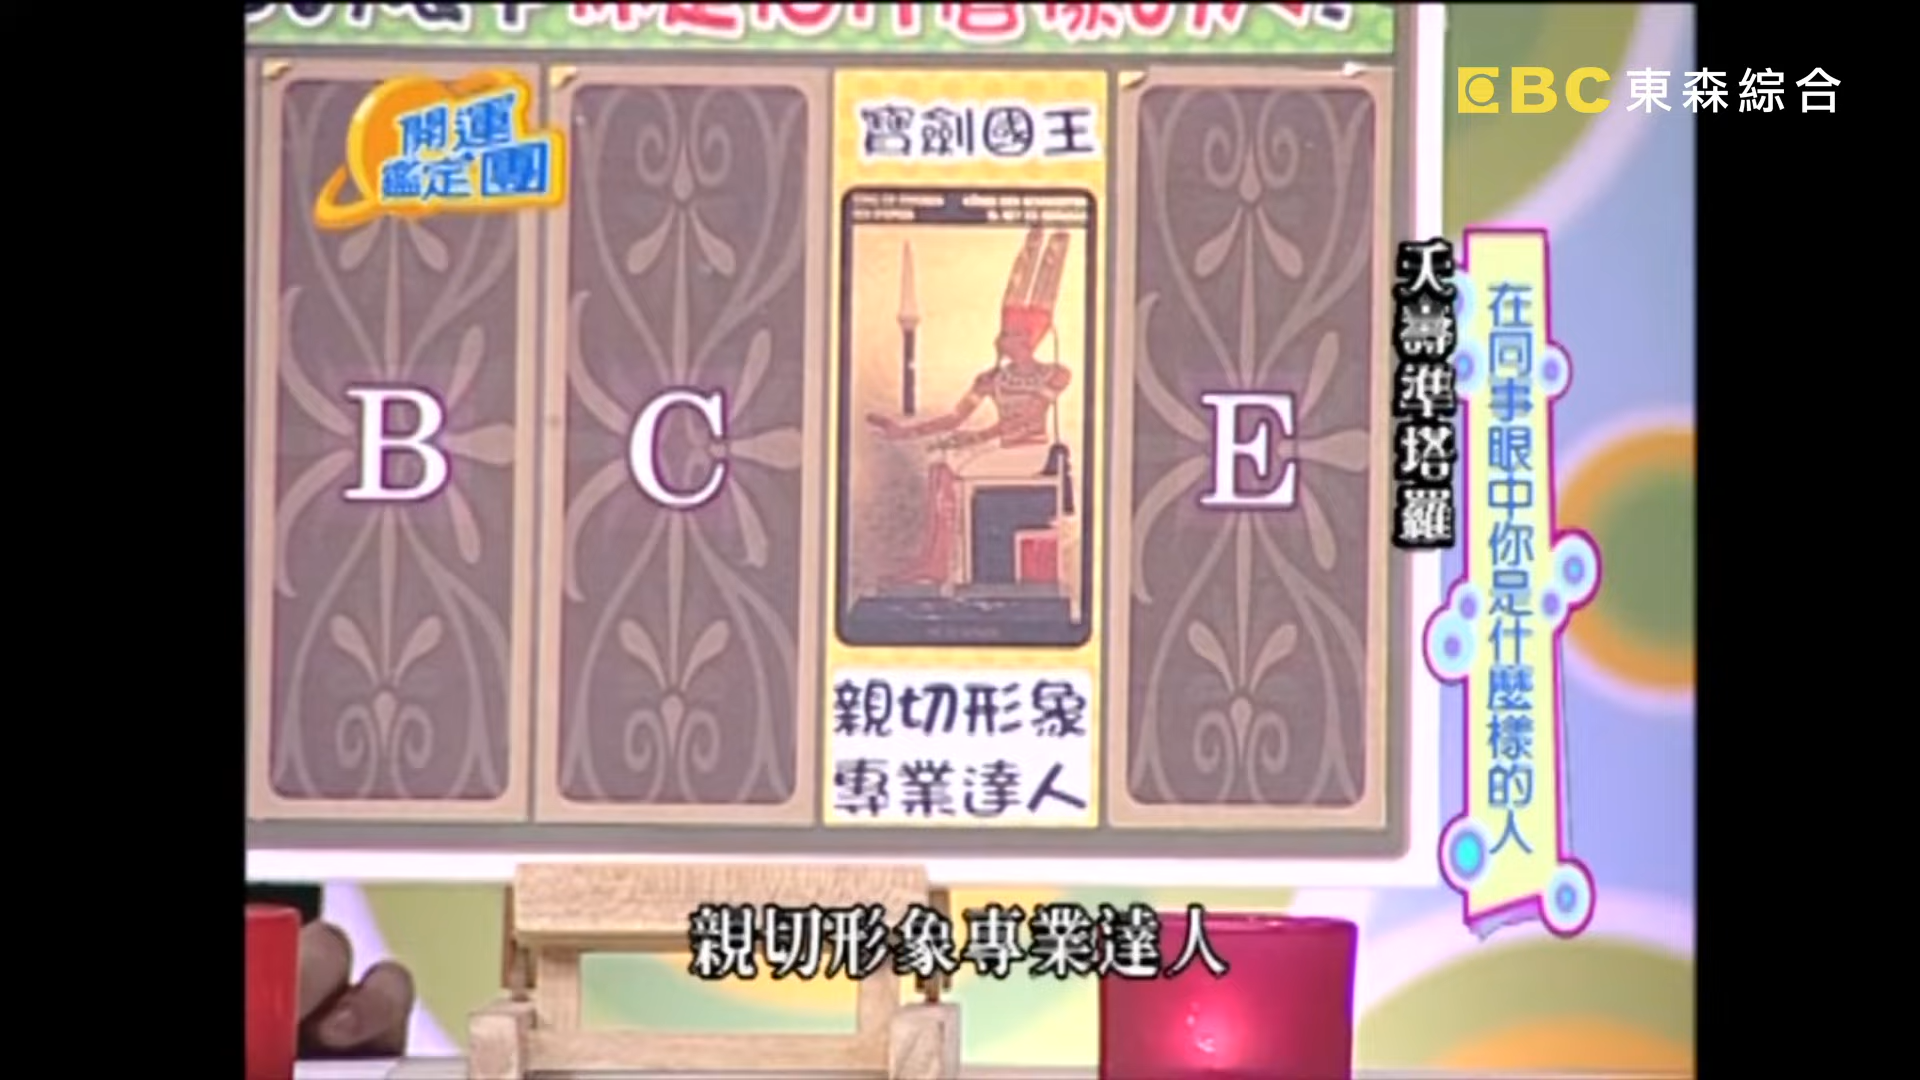 EBC 東森綜合
開運
鑑定團
寶劍國王
B
C
E
親切形象
專業達人
夭壽準塔羅
在同事眼中你是什麼樣的人
親切形象專業達人